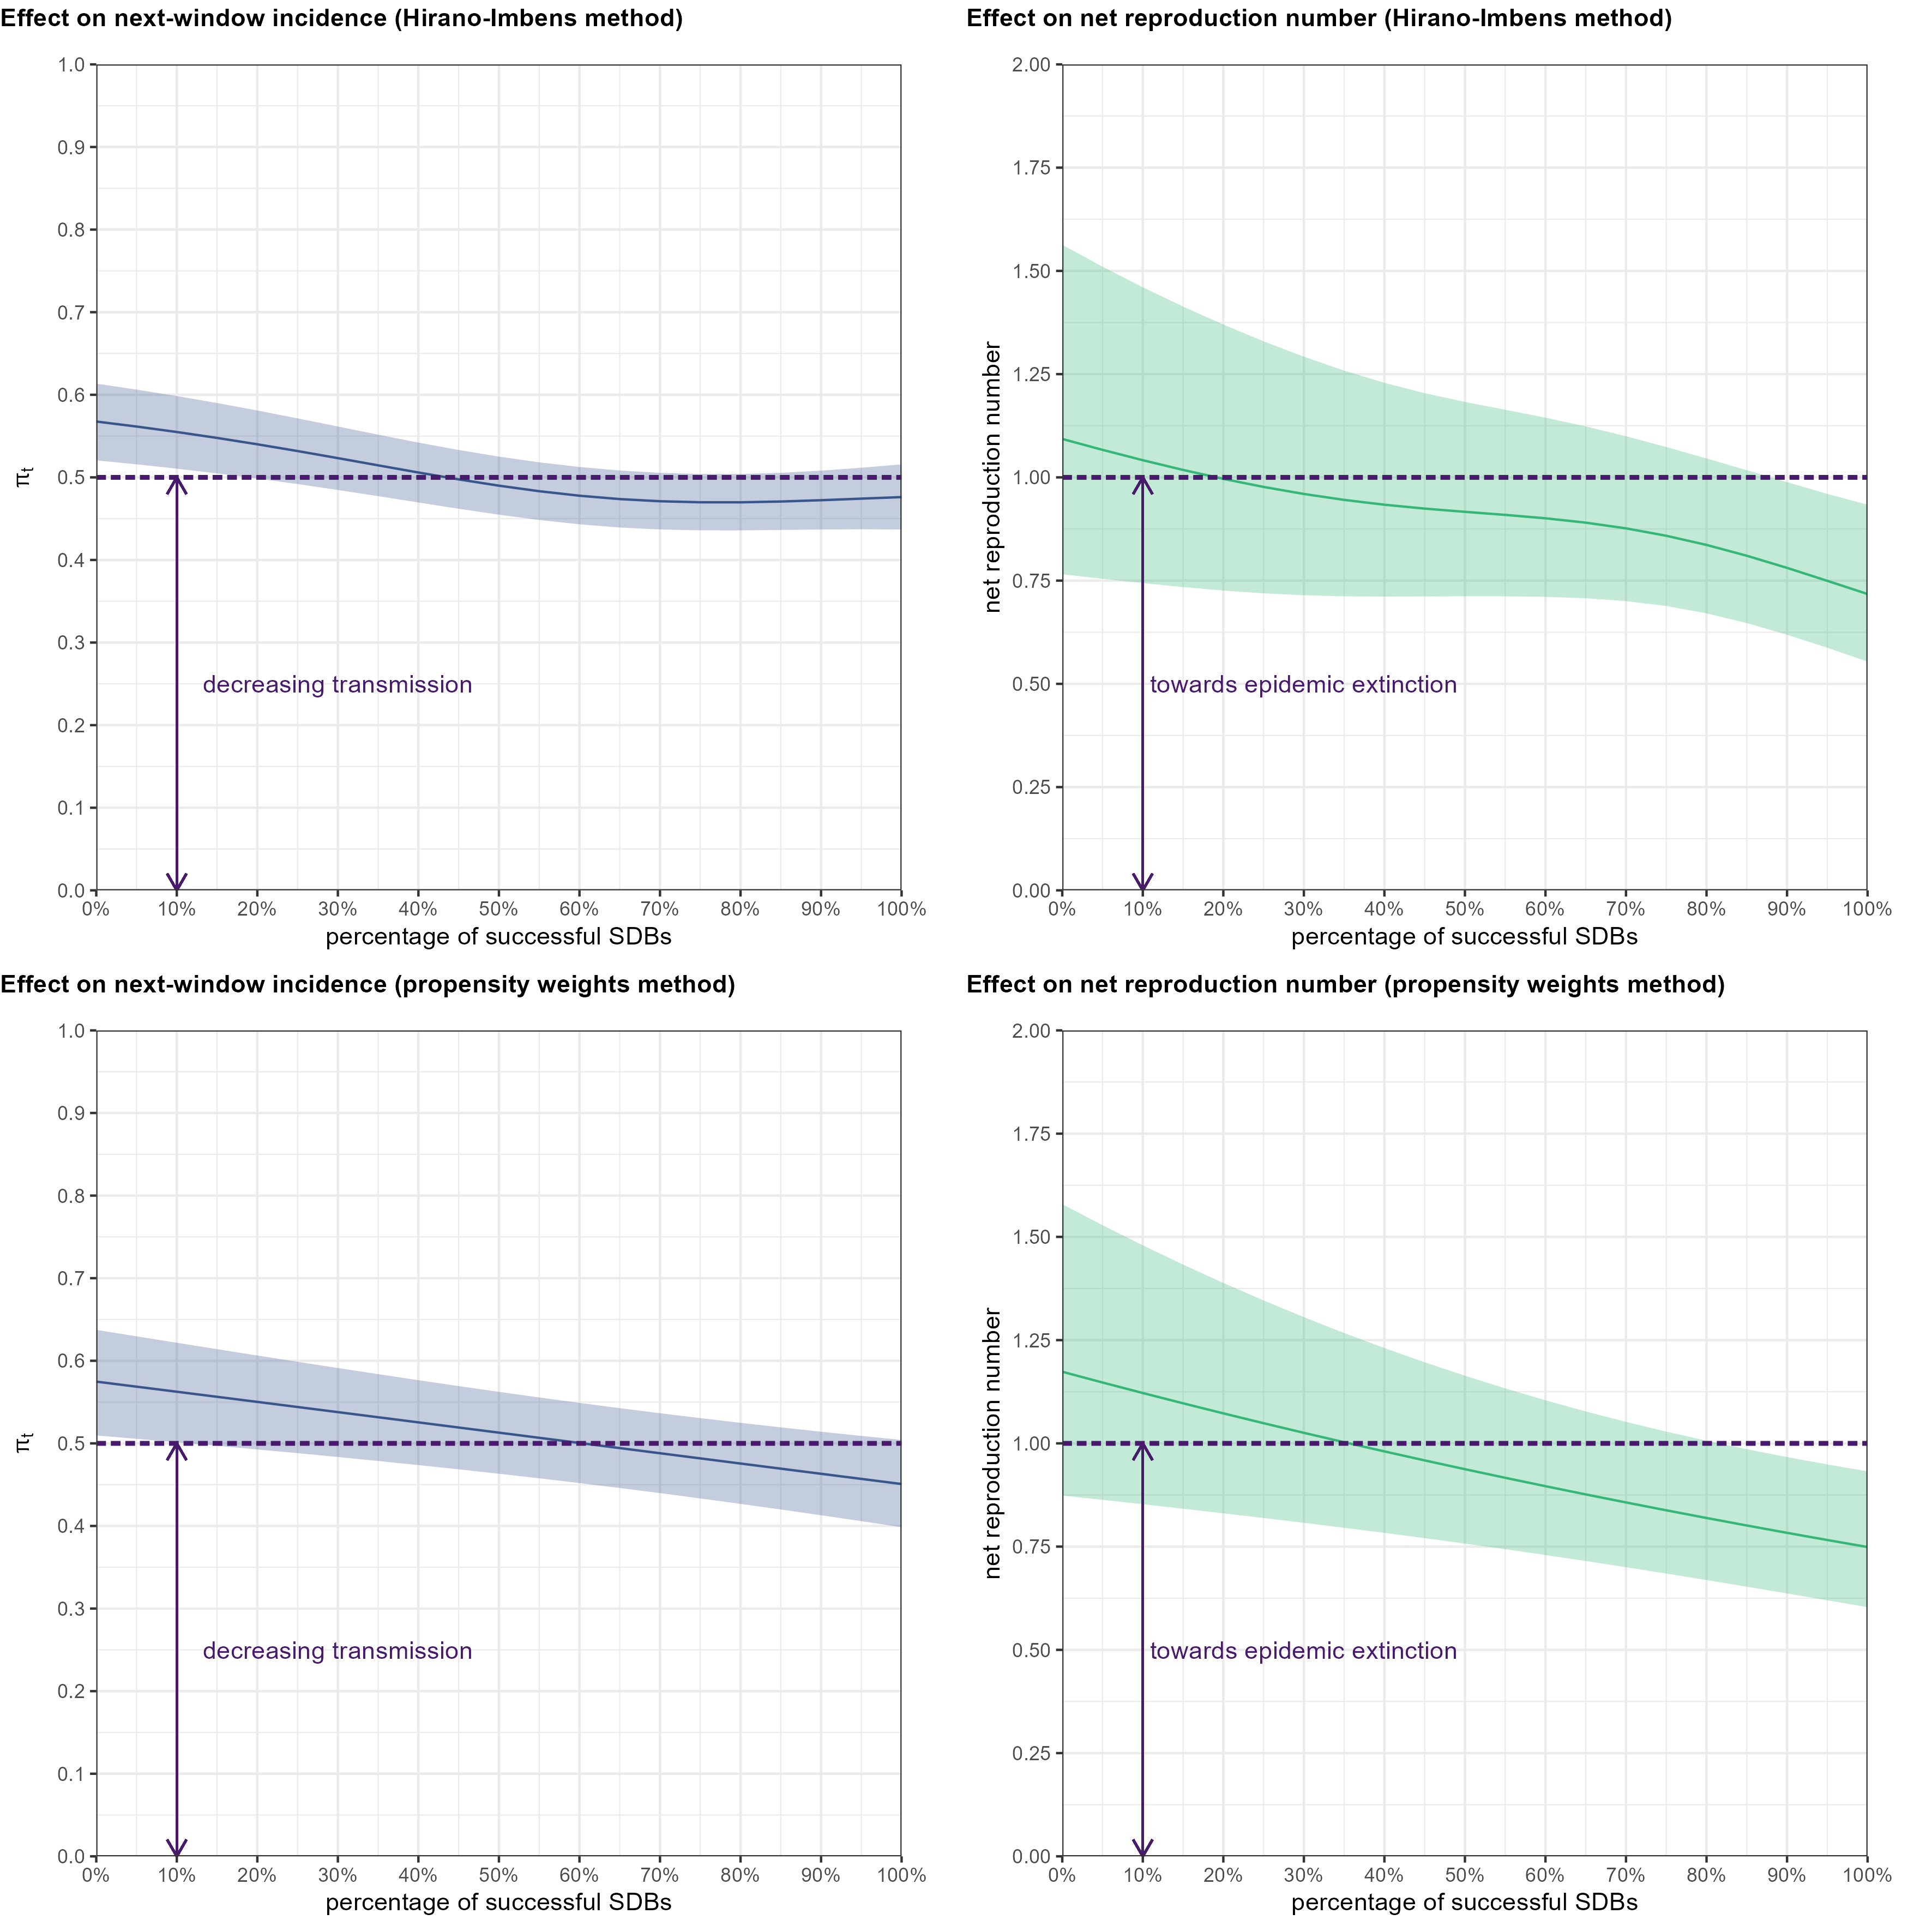 Effect on next-window incidence (Hirano-Imbens method)
1.0
0.9
0.8
0.7
0.6
0.5
0.4
0.3
0.2
0.1
0.0
πt
decreasing transmission
0% 10% 20% 30% 40% 50% 60% 70% 80% 90% 100%
percentage of successful SDBs
Effect on net reproduction number (Hirano-Imbens method)
2.00
1.75
1.50
1.25
1.00
0.75
0.50
0.25
0.00
net reproduction number
towards epidemic extinction
0% 10% 20% 30% 40% 50% 60% 70% 80% 90% 100%
percentage of successful SDBs
Effect on next-window incidence (propensity weights method)
1.0
0.9
0.8
0.7
0.6
0.5
0.4
0.3
0.2
0.1
0.0
πt
decreasing transmission
0% 10% 20% 30% 40% 50% 60% 70% 80% 90% 100%
percentage of successful SDBs
Effect on net reproduction number (propensity weights method)
2.00
1.75
1.50
1.25
1.00
0.75
0.50
0.25
0.00
net reproduction number
towards epidemic extinction
0% 10% 20% 30% 40% 50% 60% 70% 80% 90% 100%
percentage of successful SDBs